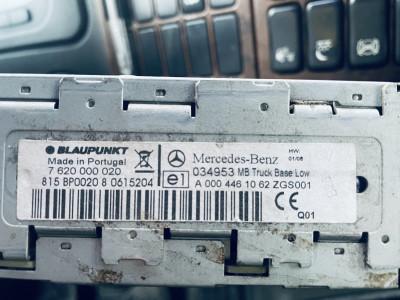 BLAUPUNKT
Made in Portugal
7 620 000 020
815 BP0020 8 0615204
Mercedes-Benz
HW:
01/06
034953 MB Truck Base Low
e1
A 000 446 10 62 ZGS001
CE
Q01